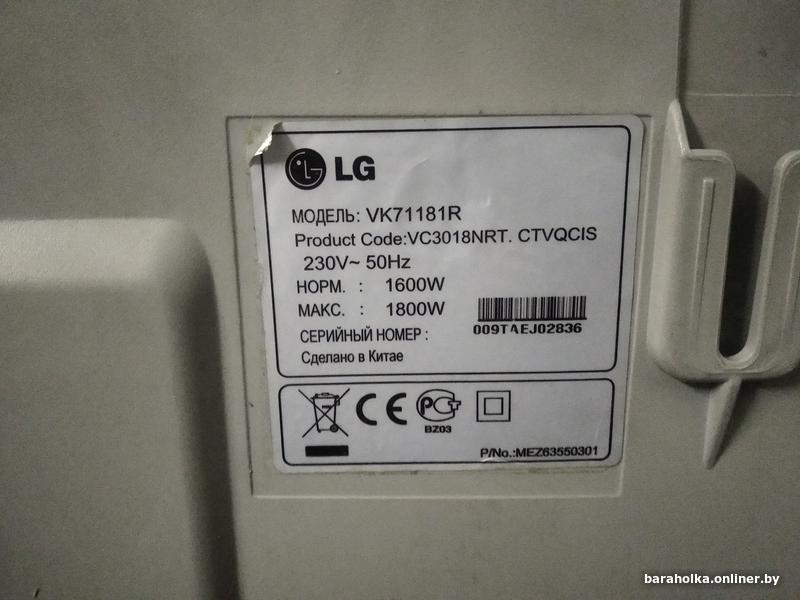 LG
МОДЕЛЬ: VK71181R
Product Code:VC3018NRT. CTVQCIS
230V~ 50Hz
НОРМ. : 1600W
МАКС. : 1800W
СЕРИЙНЫЙ НОМЕР :
009TAEJ02836
Сделано в Китае
CE
PCT
BZ03
P/No.:MEZ63550301
baraholka.onliner.by